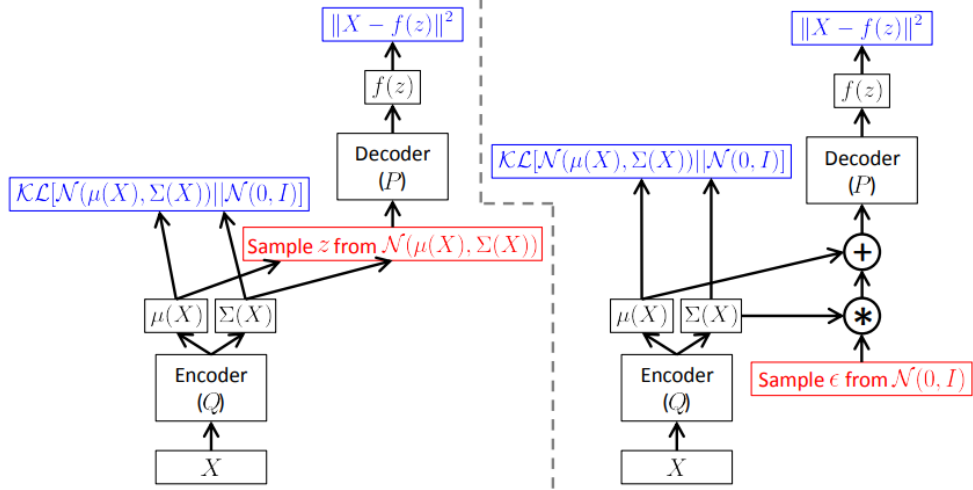 ‖X − f(z)‖²
f(z)
Decoder
(P)
𝒦ℒ[𝒩(μ(X), Σ(X))||𝒩(0, I)]
Sample z from 𝒩(μ(X), Σ(X))
μ(X)
Σ(X)
Encoder
(Q)
X
‖X − f(z)‖²
f(z)
Decoder
(P)
𝒦ℒ[𝒩(μ(X), Σ(X))||𝒩(0, I)]
+
μ(X)
Σ(X)
*
Encoder
(Q)
Sample ϵ from 𝒩(0, I)
X